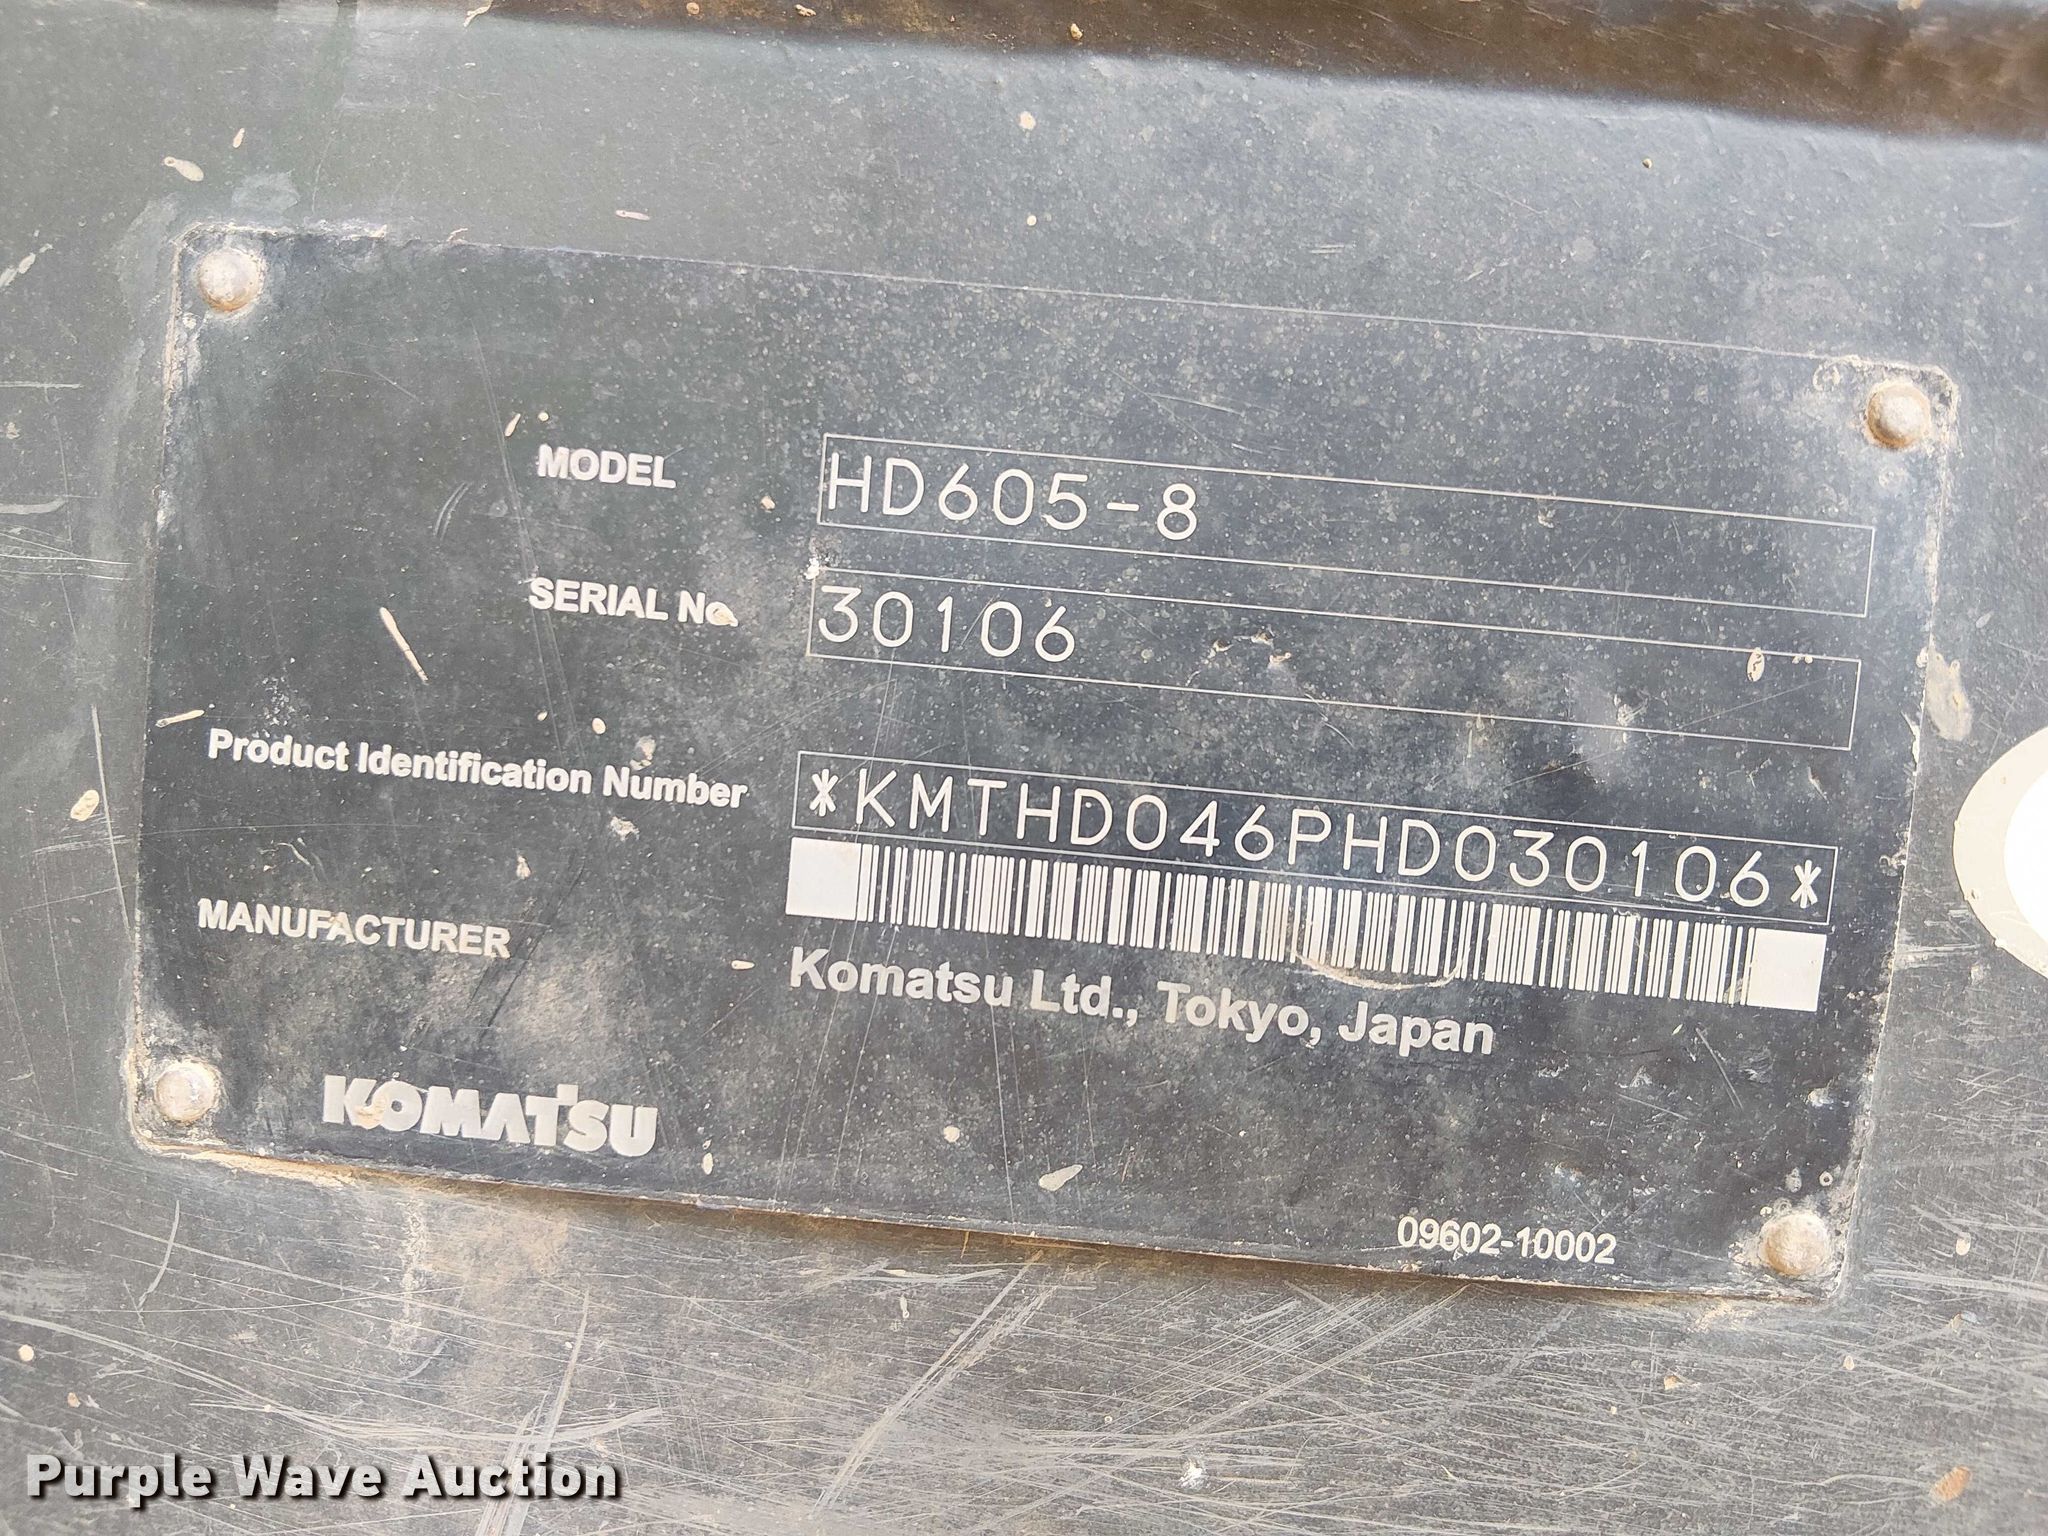 MODEL HD605-8
SERIAL No. 30106
Product Identification Number *KMTHD046PHD030106*
MANUFACTURER Komatsu Ltd., Tokyo, Japan
KOMATSU
09602-10002
Purple Wave Auction